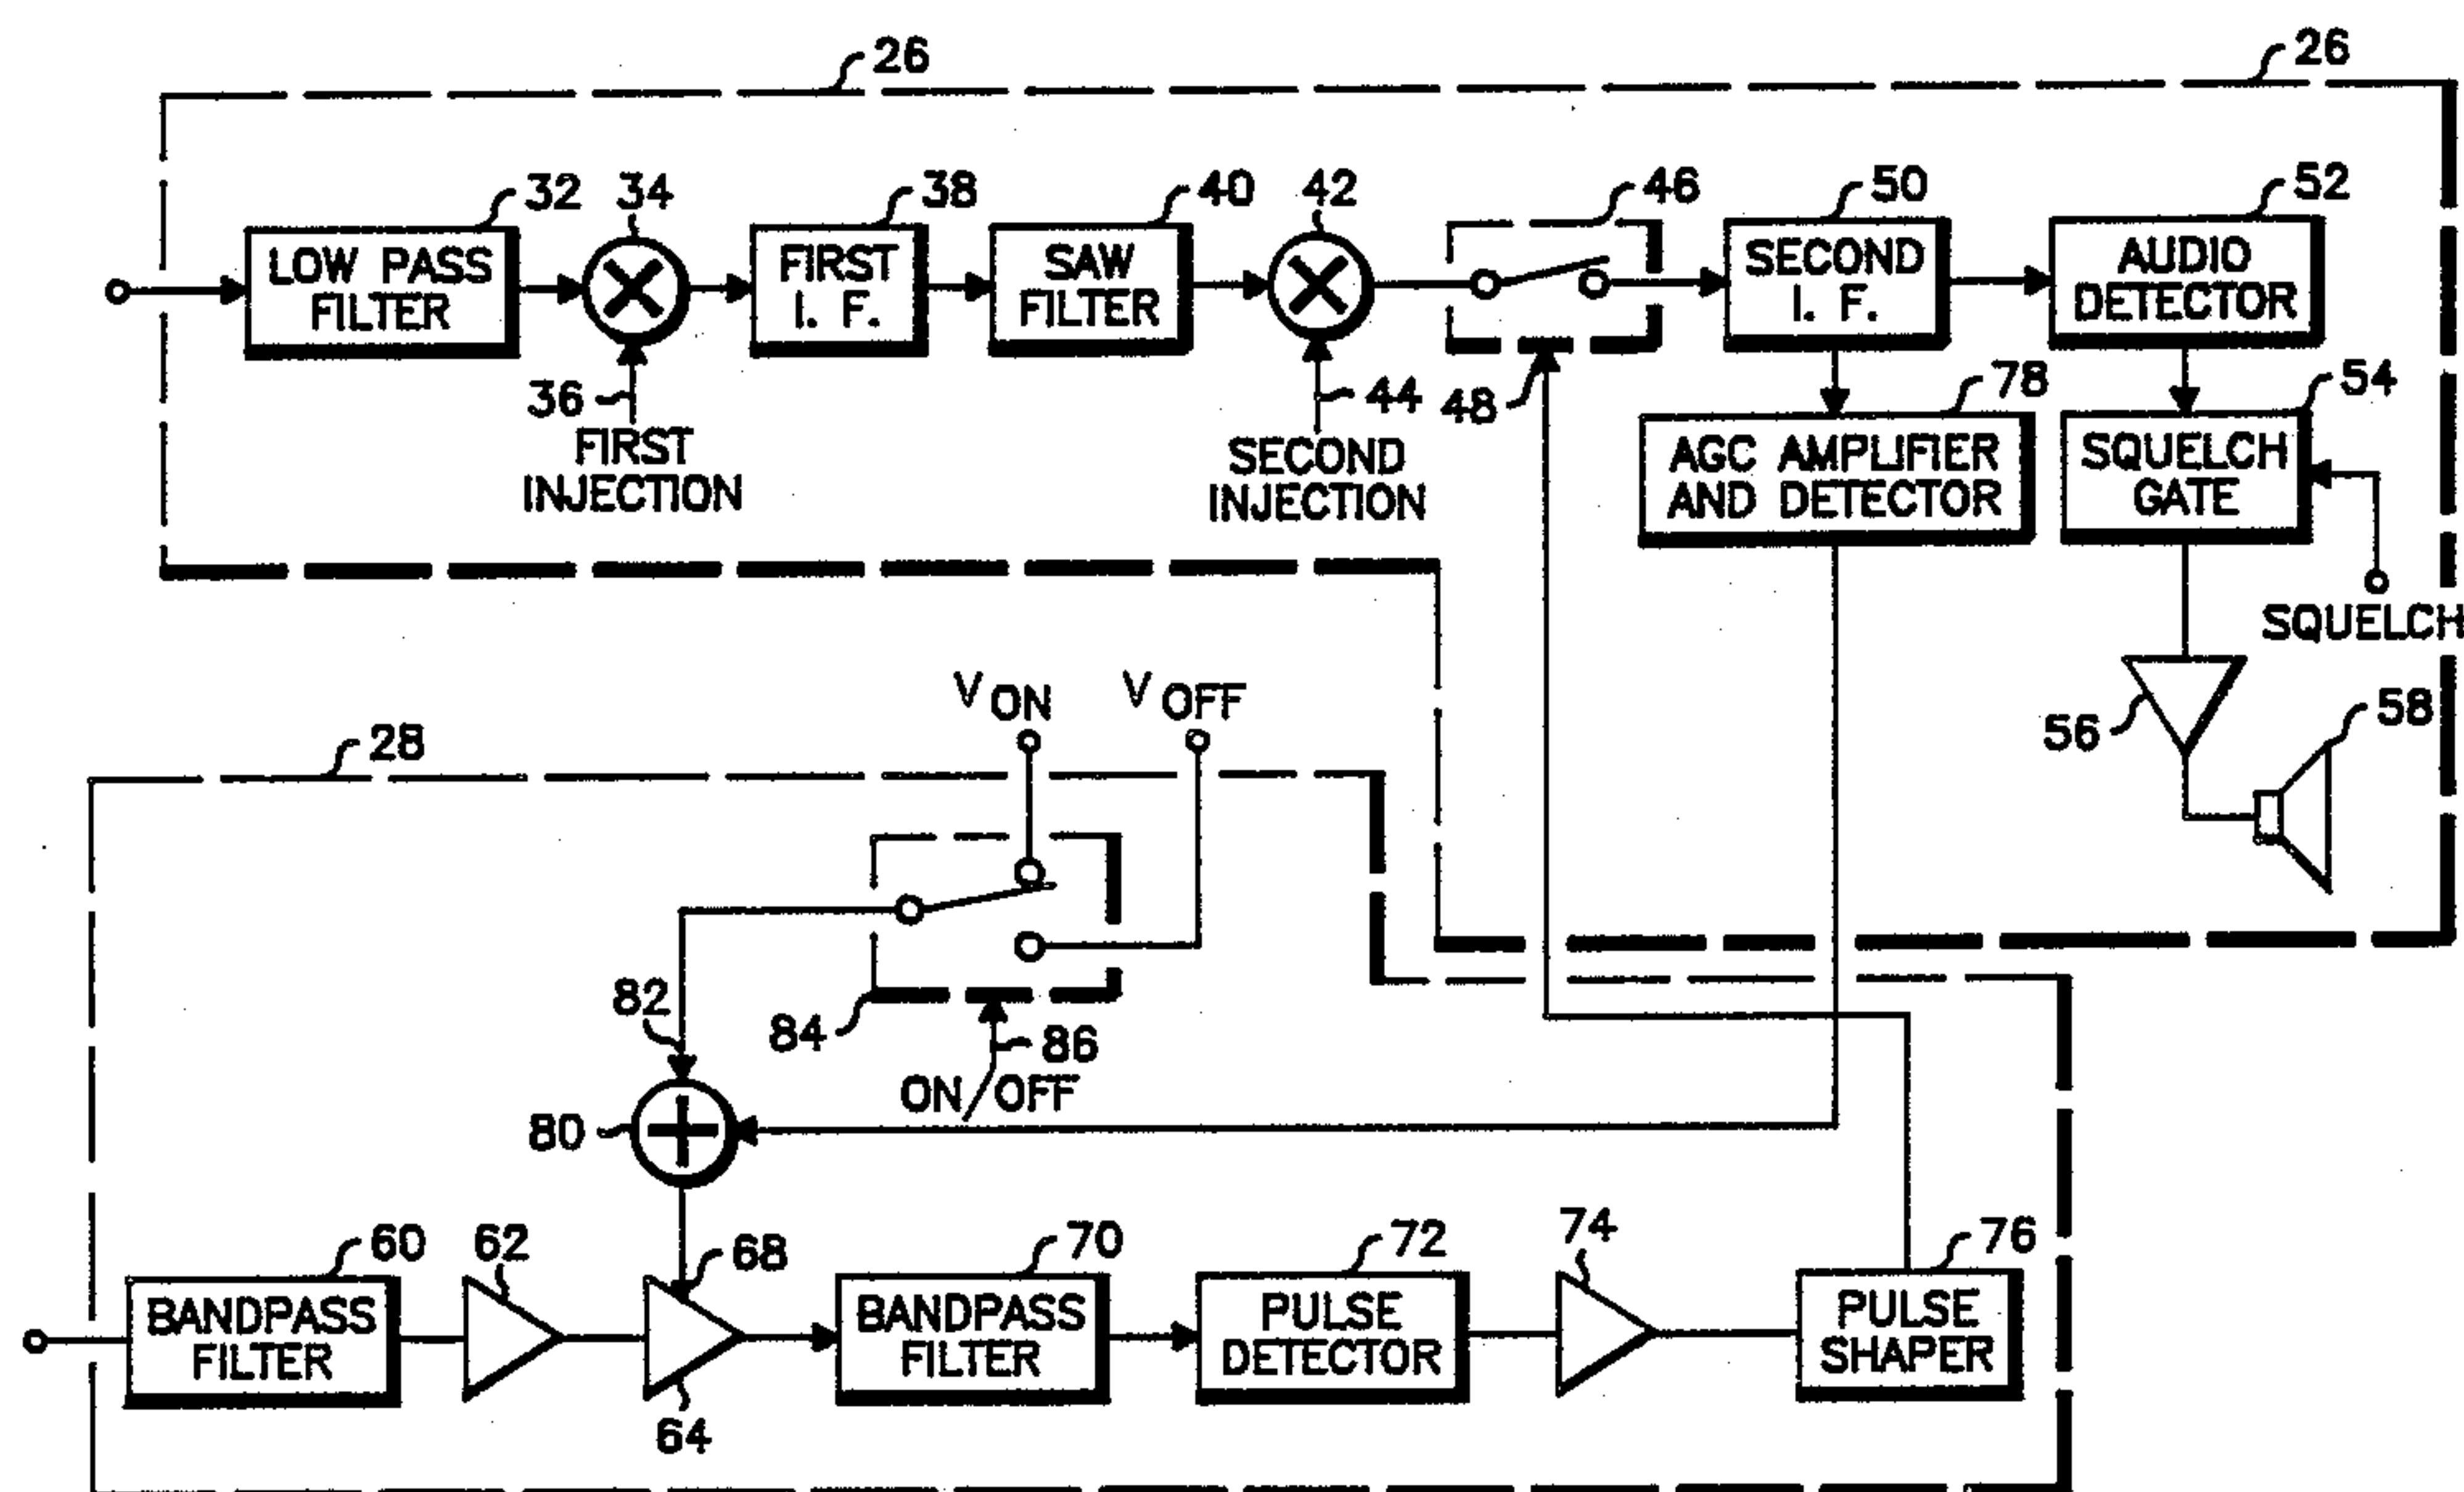 26
26
32
34
38
40
42
46
50
52
LOW PASS
FILTER
FIRST
I. F.
SAW
FILTER
SECOND
I. F.
AUDIO
DETECTOR
36
FIRST
INJECTION
44
SECOND
INJECTION
48
78
AGC AMPLIFIER
AND DETECTOR
54
SQUELCH
GATE
SQUELCH
56
58
28
V ON
V OFF
82
84
86
ON/OFF
80
60
62
68
70
72
74
76
BANDPASS
FILTER
64
BANDPASS
FILTER
PULSE
DETECTOR
PULSE
SHAPER